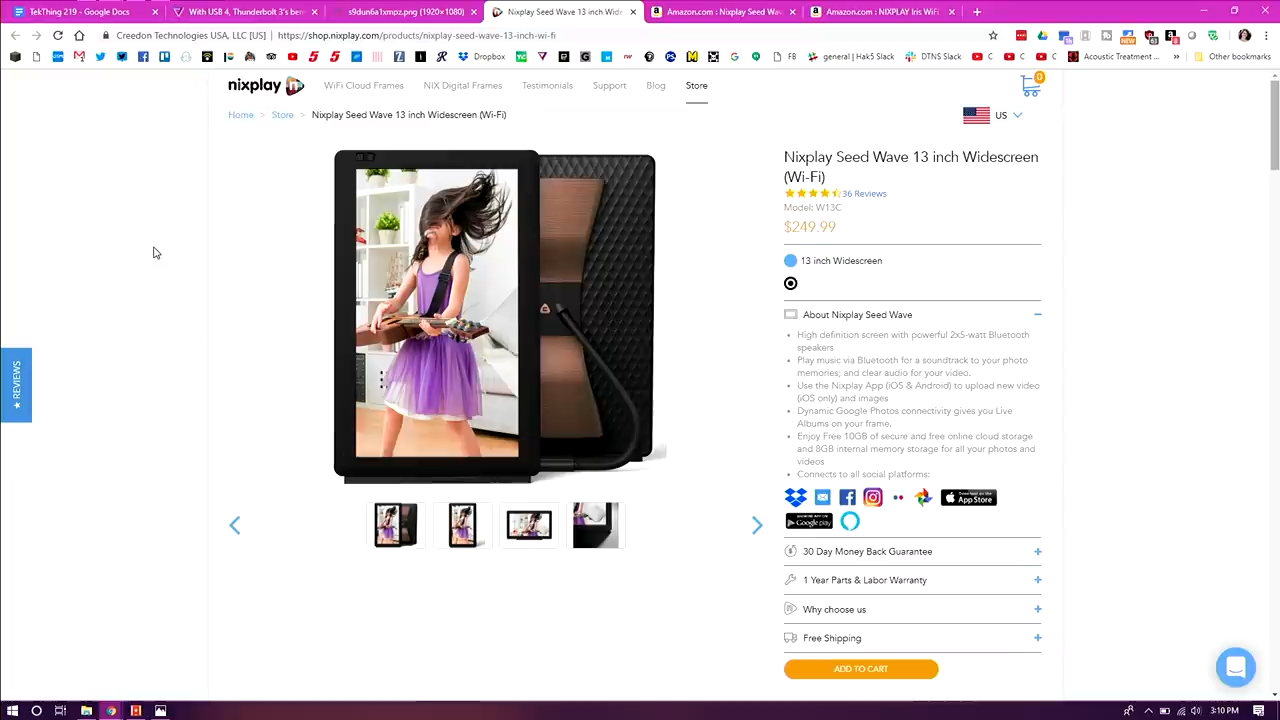 TekThing 219 - Google Docs
With USB 4, Thunderbolt 3's ben
s9dun6a1xmpz.png (1920×1080)
Nixplay Seed Wave 13 inch Wide
Amazon.com : Nixplay Seed Wav
Amazon.com : NIXPLAY Iris WiFi
Creedon Technologies USA, LLC [US] | https://shop.nixplay.com/products/nixplay-seed-wave-13-inch-wi-fi
Dropbox
F8
general | Hak5 Slack
DTNS Slack
C
C
C
Acoustic Treatment ...
»
Other bookmarks
nixplay
WiFi Cloud Frames
NIX Digital Frames
Testimonials
Support
Blog
Store
0
Home > Store > Nixplay Seed Wave 13 inch Widescreen (Wi-Fi)
US
Nixplay Seed Wave 13 inch Widescreen
(Wi-Fi)
36 Reviews
Model: W13C
$249.99
13 inch Widescreen
About Nixplay Seed Wave
High definition screen with powerful 2x5-watt Bluetooth
speakers
Play music via Bluetooth for a soundtrack to your photo
memories; and clear audio for your video.
Use the Nixplay App (iOS & Android) to upload new video
(iOS only) and images
Dynamic Google Photos connectivity gives you Live
Albums on your frame.
Enjoy Free 10GB of secure and free online cloud storage
and 8GB internal memory storage for all your photos and
videos
Connects to all social platforms:
App Store
Google play
★ REVIEWS
30 Day Money Back Guarantee
1 Year Parts & Labor Warranty
Why choose us
Free Shipping
ADD TO CART
3:10 PM